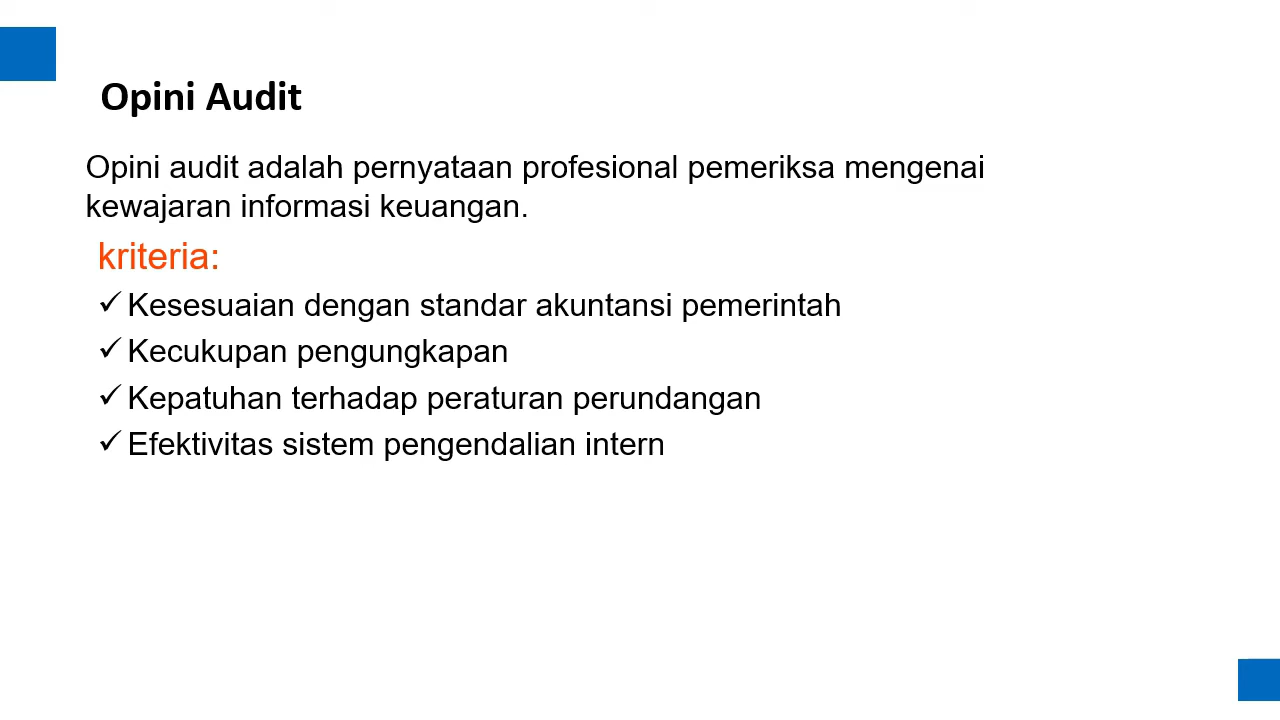 Opini Audit
Opini audit adalah pernyataan profesional pemeriksa mengenai
kewajaran informasi keuangan.
kriteria:
✓ Kesesuaian dengan standar akuntansi pemerintah
✓ Kecukupan pengungkapan
✓ Kepatuhan terhadap peraturan perundangan
✓ Efektivitas sistem pengendalian intern